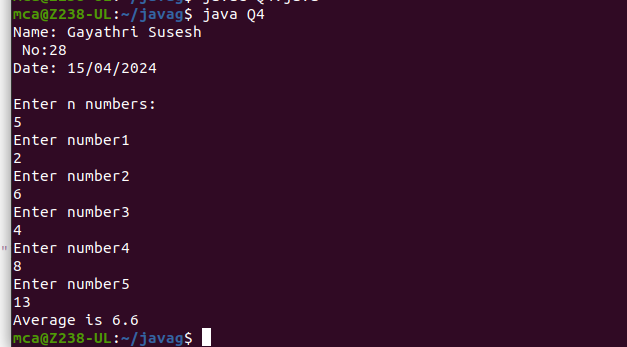 mca@Z238-UL:~/javag$ java Q4
Name: Gayathri Susesh
 No:28
Date: 15/04/2024
Enter n numbers:
5
Enter number1
2
Enter number2
6
Enter number3
4
Enter number4
8
Enter number5
13
Average is 6.6
mca@Z238-UL:~/javag$